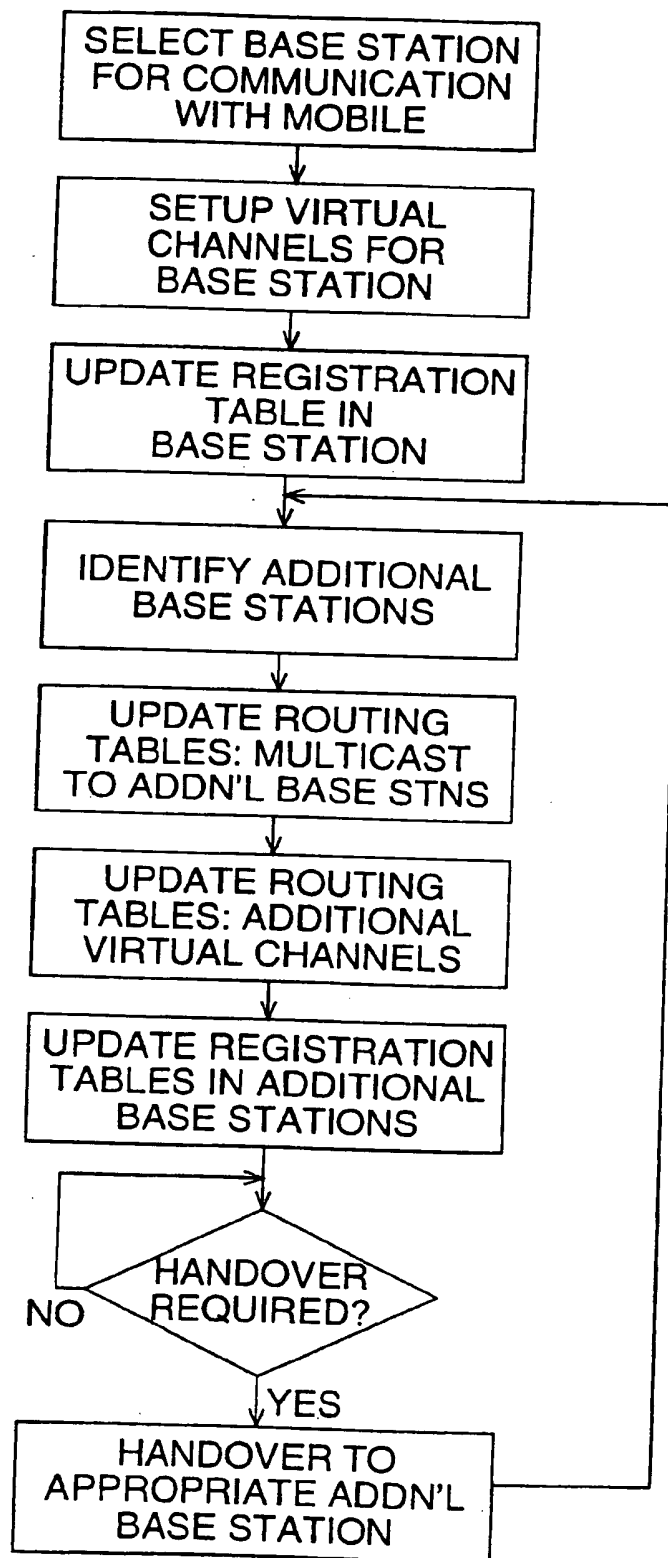 SELECT BASE STATION
FOR COMMUNICATION
WITH MOBILE
SETUP VIRTUAL
CHANNELS FOR
BASE STATION
UPDATE REGISTRATION
TABLE IN
BASE STATION
IDENTIFY ADDITIONAL
BASE STATIONS
UPDATE ROUTING
TABLES: MULTICAST
TO ADDN'L BASE STNS
UPDATE ROUTING
TABLES: ADDITIONAL
VIRTUAL CHANNELS
UPDATE REGISTRATION
TABLES IN ADDITIONAL
BASE STATIONS
HANDOVER
REQUIRED?
NO
YES
HANDOVER TO
APPROPRIATE ADDN'L
BASE STATION